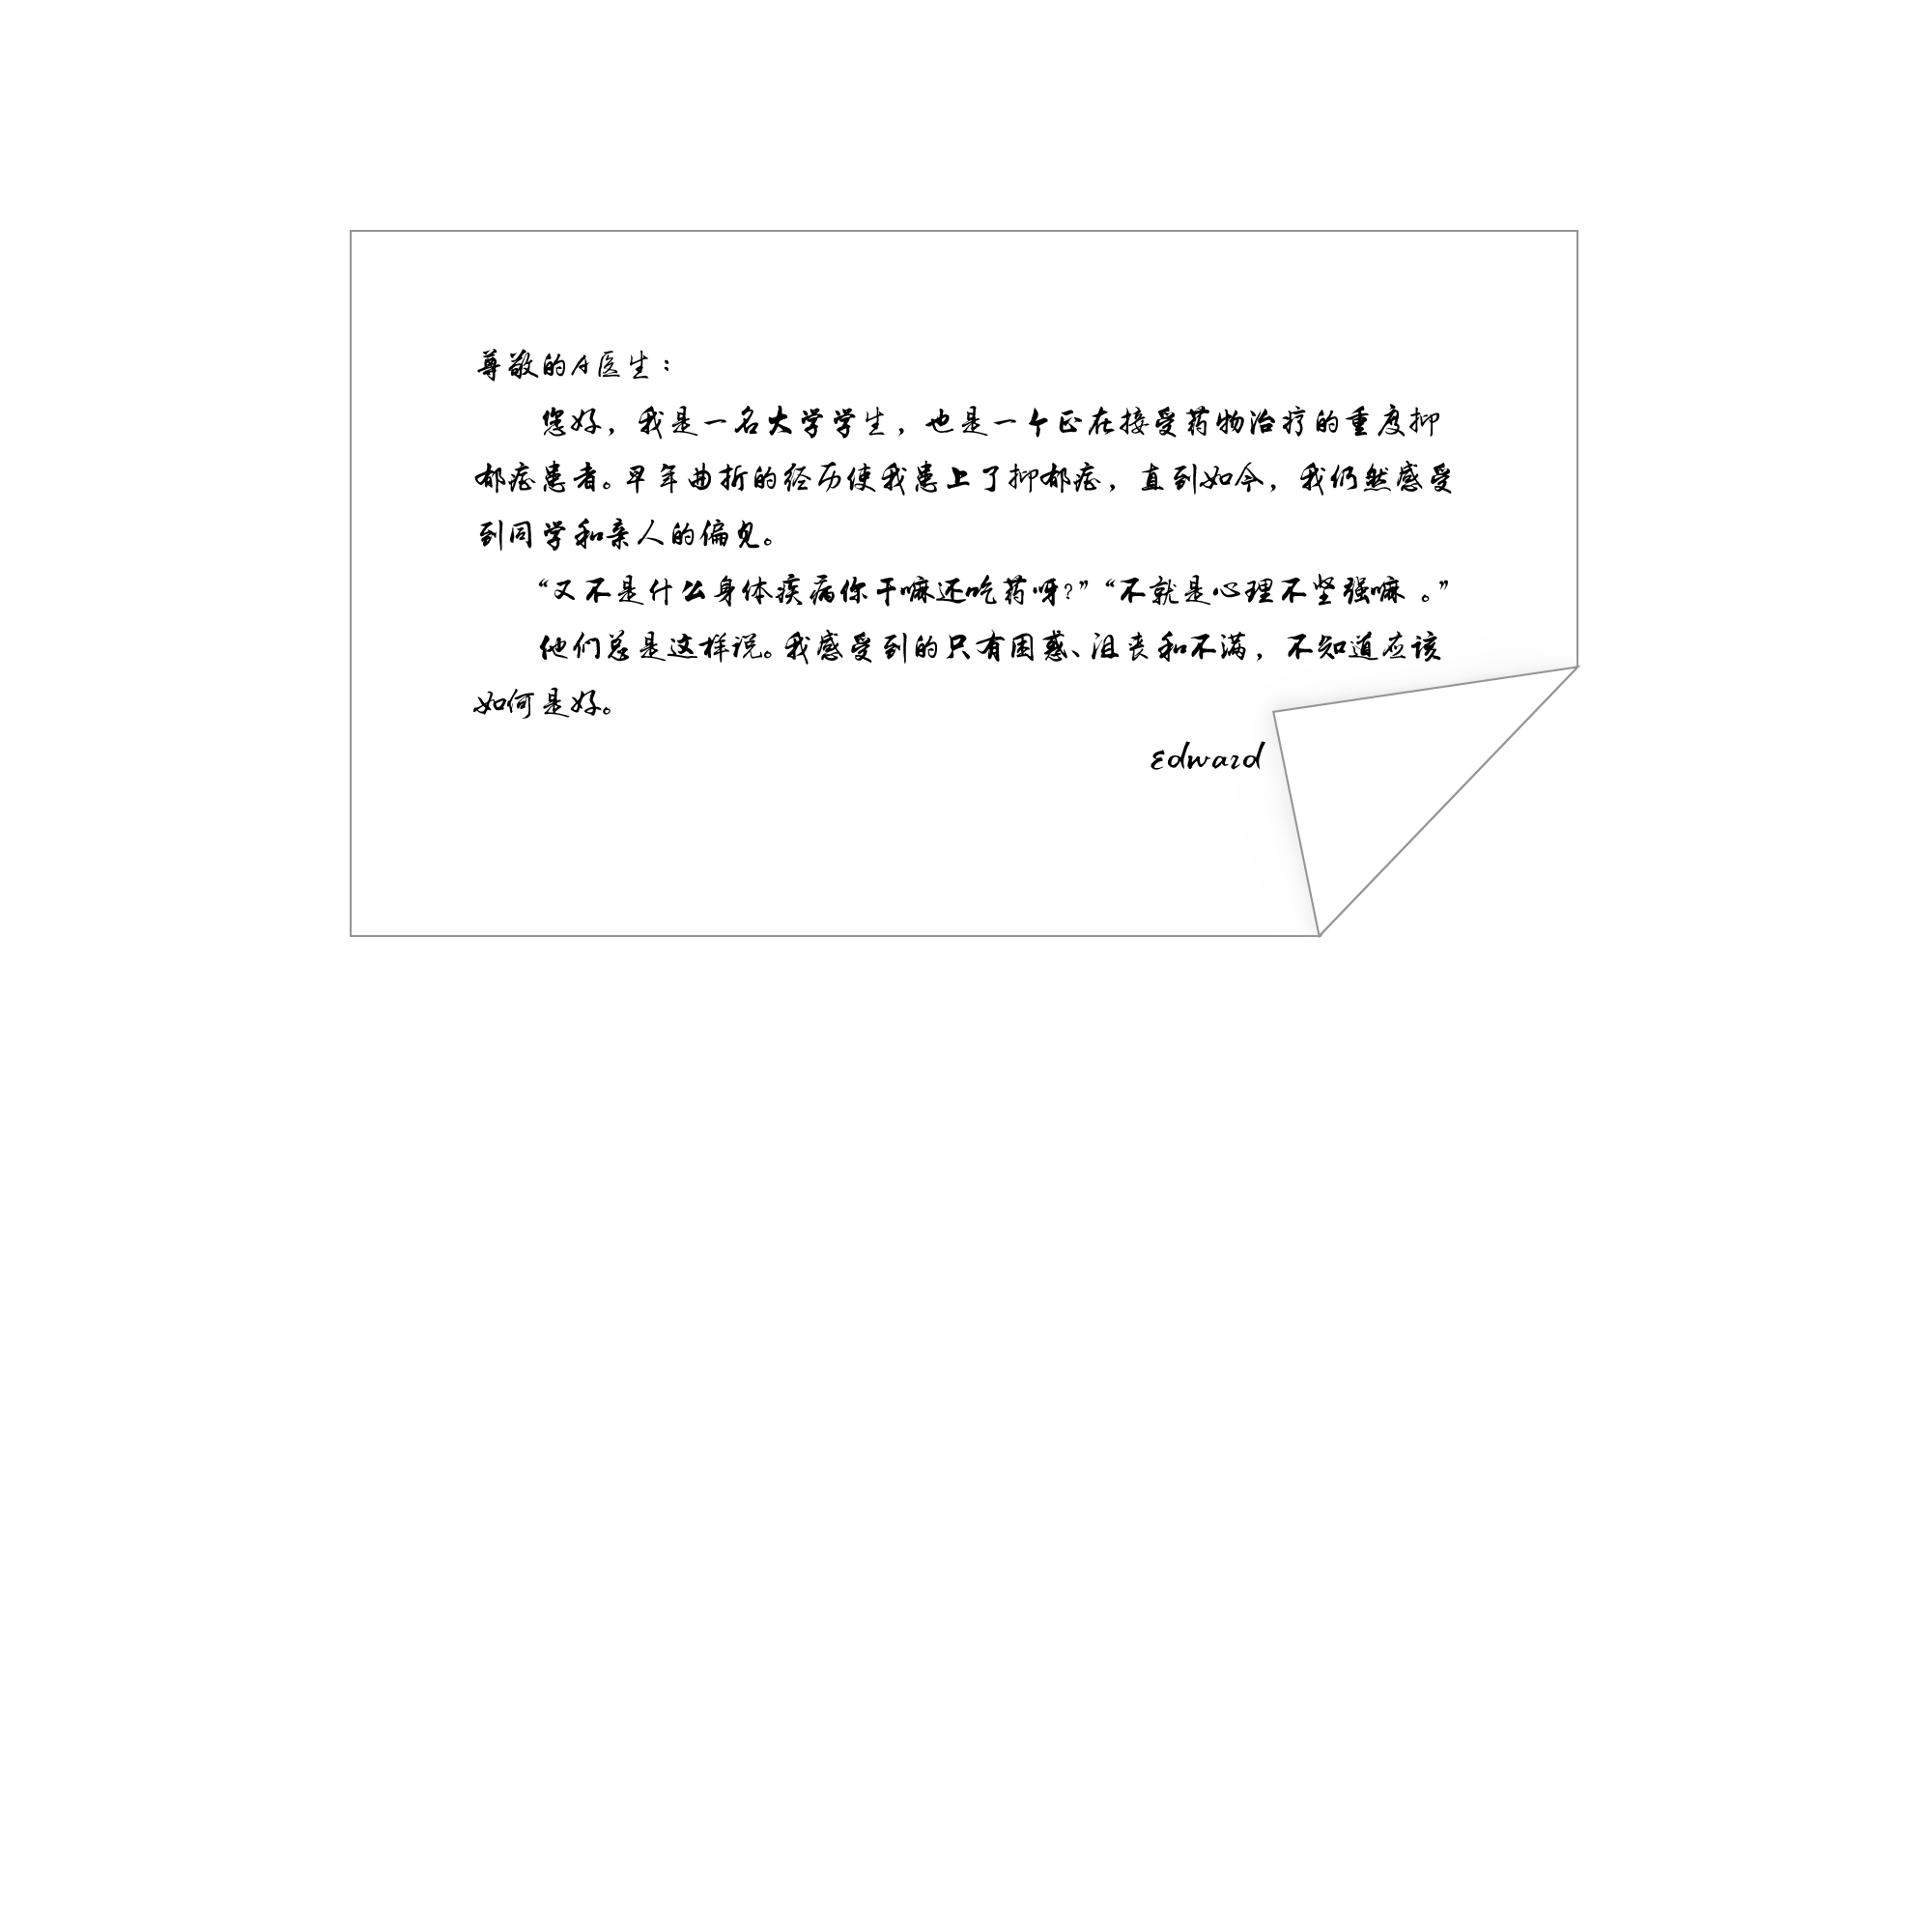 尊敬的A医生：
您好，我是一名大学学生，也是一个正在接受药物治疗的重度抑
郁症患者。早年曲折的经历使我患上了抑郁症，直到如今，我仍然感受
到同学和亲人的偏见。
“又不是什么身体疾病你干嘛还吃药呀？”“不就是心理不坚强嘛。”
他们总是这样说。我感受到的只有困惑、沮丧和不满，不知道应该
如何是好。
Edward